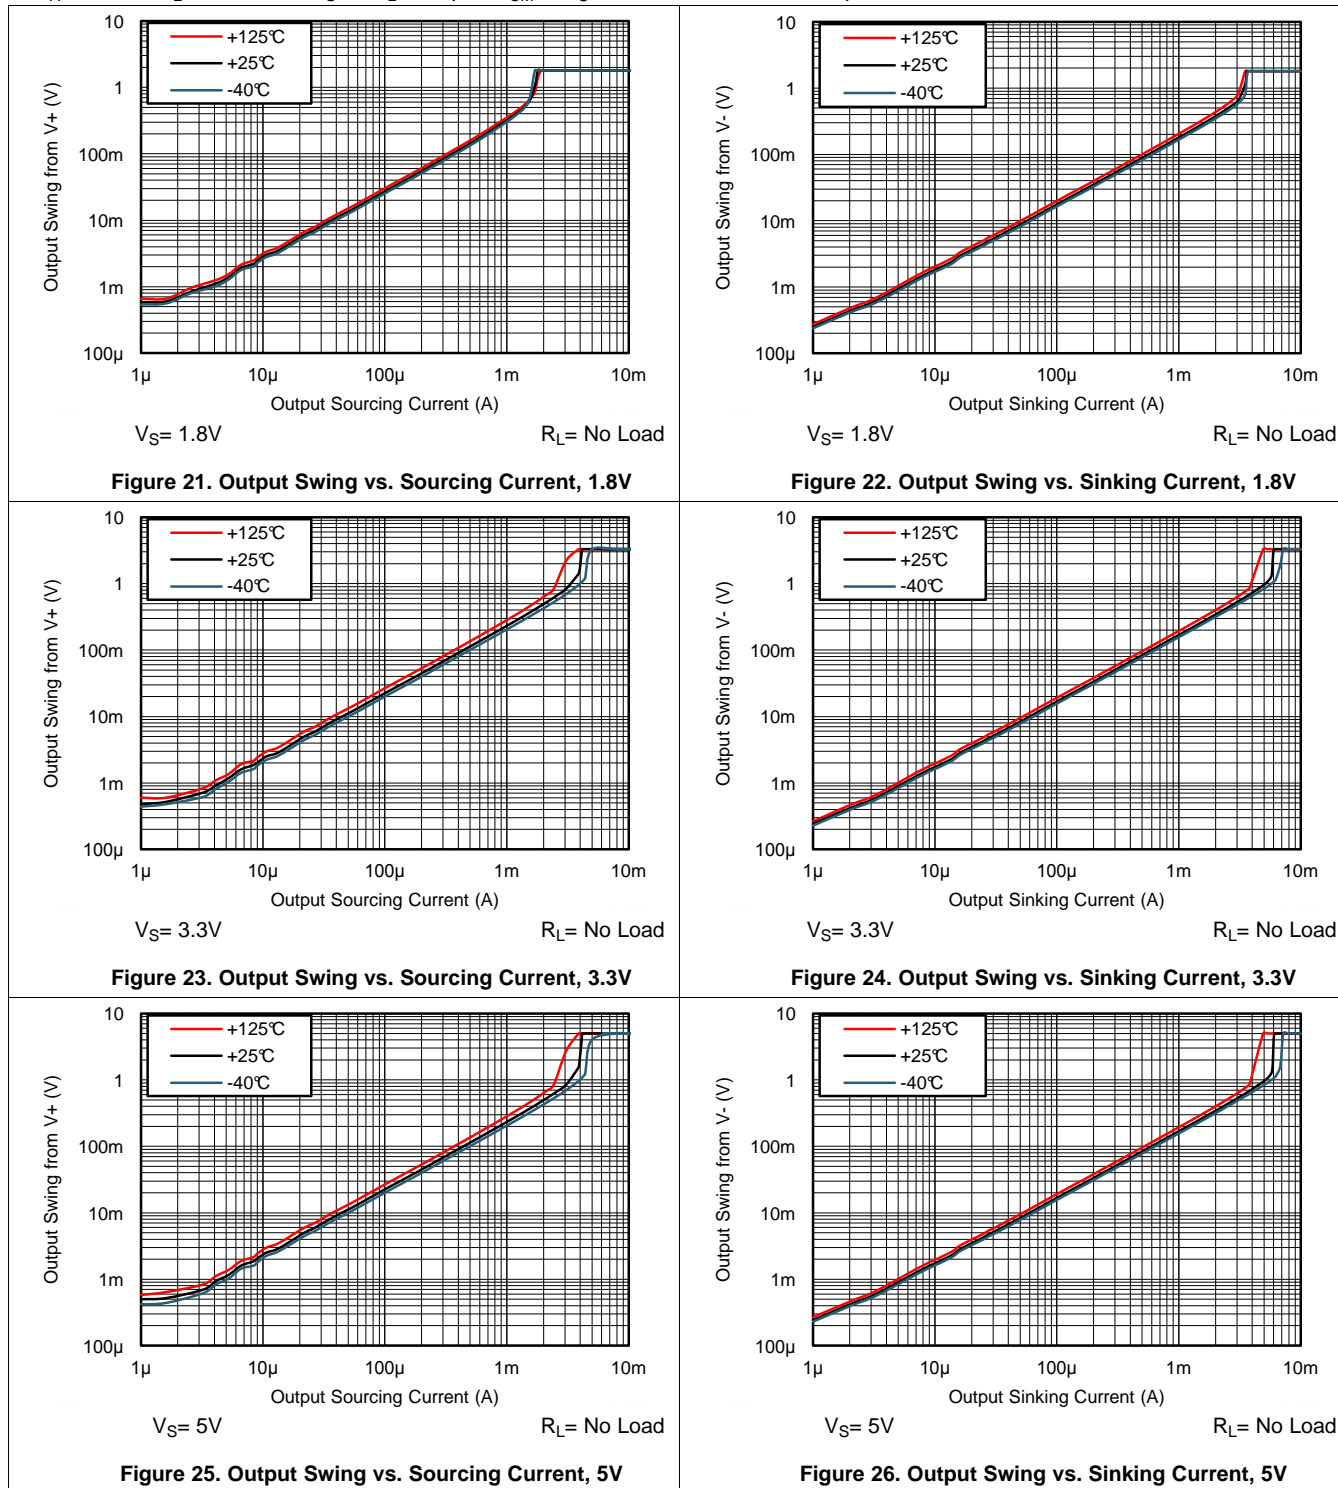 10
1
100m
10m
1m
100µ
Output Swing from V+ (V)
+125°C
+25°C
-40°C
1µ 10µ 100µ 1m 10m
Output Sourcing Current (A)
VS= 1.8V RL= No Load
Figure 21. Output Swing vs. Sourcing Current, 1.8V
10
1
100m
10m
1m
100µ
Output Swing from V- (V)
+125°C
+25°C
-40°C
1µ 10µ 100µ 1m 10m
Output Sinking Current (A)
VS= 1.8V RL= No Load
Figure 22. Output Swing vs. Sinking Current, 1.8V
10
1
100m
10m
1m
100µ
Output Swing from V+ (V)
+125°C
+25°C
-40°C
1µ 10µ 100µ 1m 10m
Output Sourcing Current (A)
VS= 3.3V RL= No Load
Figure 23. Output Swing vs. Sourcing Current, 3.3V
10
1
100m
10m
1m
100µ
Output Swing from V- (V)
+125°C
+25°C
-40°C
1µ 10µ 100µ 1m 10m
Output Sinking Current (A)
VS= 3.3V RL= No Load
Figure 24. Output Swing vs. Sinking Current, 3.3V
10
1
100m
10m
1m
100µ
Output Swing from V+ (V)
+125°C
+25°C
-40°C
1µ 10µ 100µ 1m 10m
Output Sourcing Current (A)
VS= 5V RL= No Load
Figure 25. Output Swing vs. Sourcing Current, 5V
10
1
100m
10m
1m
100µ
Output Swing from V- (V)
+125°C
+25°C
-40°C
1µ 10µ 100µ 1m 10m
Output Sinking Current (A)
VS= 5V RL= No Load
Figure 26. Output Swing vs. Sinking Current, 5V